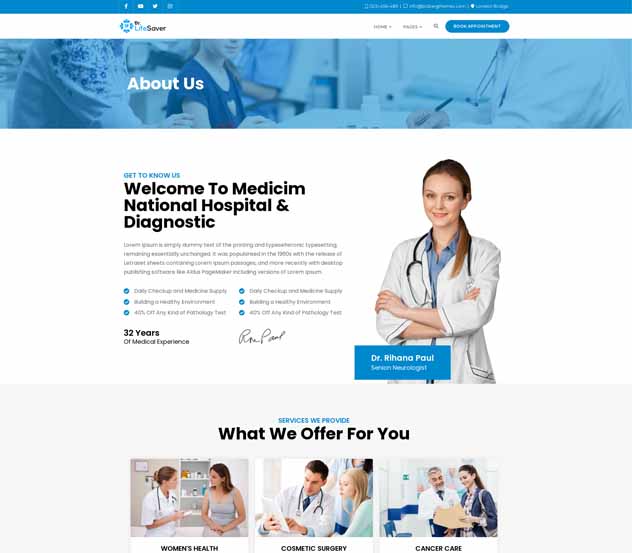 (323) 456-489 | info@probergthemes.com | London Bridge
Dr.
LifeSaver
HOME
PAGES
BOOK APPOINTMENT
About Us
GET TO KNOW US
Welcome To Medicim
National Hospital &
Diagnostic
Lorem Ipsum is simply dummy text of the printing and typesetncronic typesetting,
remaining essentially unchanged. It was popularised in the 1960s with the release of
Letraset sheets containing Lorem Ipsum passages, and more recently with desktop
publishing software like Aldus PageMaker including versions of Lorem Ipsum.
Daily Checkup and Medicine Supply
Daily Checkup and Medicine Supply
Building a Healthy Environment
Building a Healthy Environment
40% Off Any Kind of Pathology Test
40% Off Any Kind of Pathology Test
32 Years
Of Medical Experience
Dr. Rihana Paul
Senion Neurologist
SERVICES WE PROVIDE
What We Offer For You
WOMEN'S HEALTH
COSMETIC SURGERY
CANCER CARE